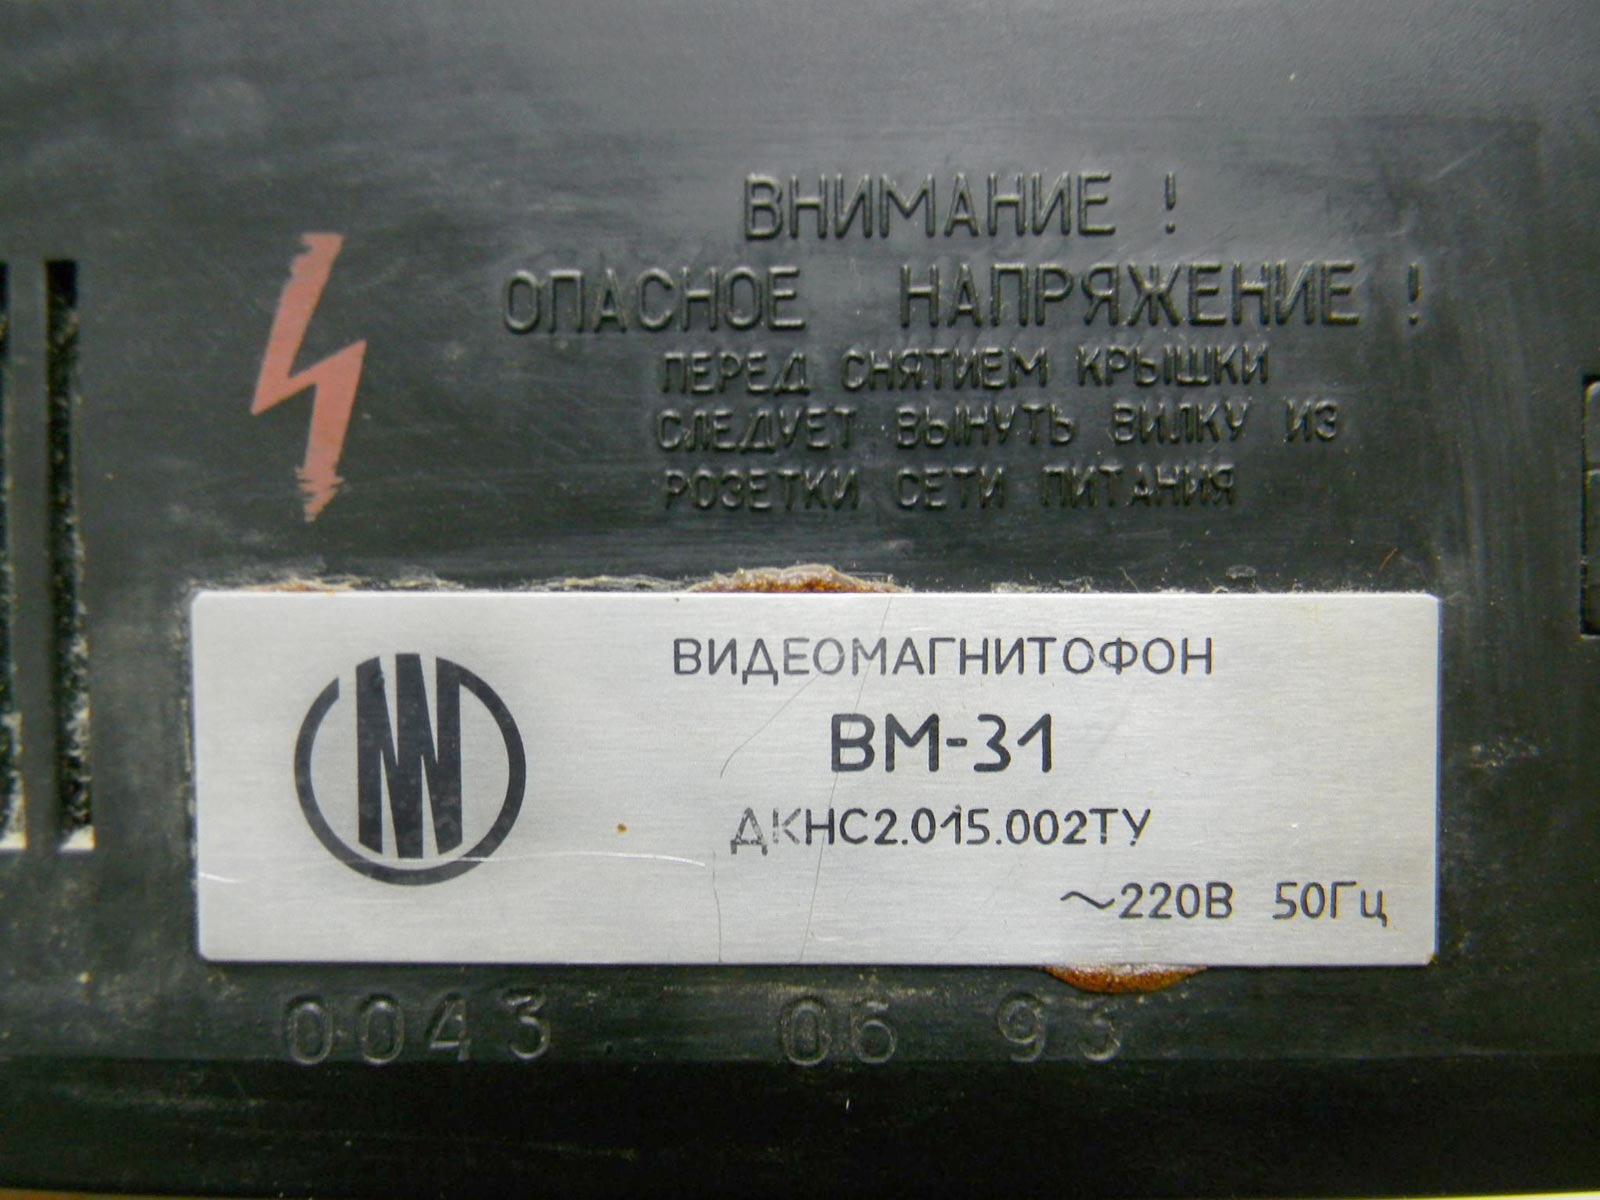 ВНИМАНИЕ !
ОПАСНОЕ НАПРЯЖЕНИЕ !
ПЕРЕД СНЯТИЕМ КРЫШКИ
СЛЕДУЕТ ВЫНУТЬ ВИЛКУ ИЗ
РОЗЕТКИ СЕТИ ПИТАНИЯ
ВИДЕОМАГНИТОФОН
ВМ-31
ДКНС2.015.002ТУ
~220В 50Гц
0043 06 93